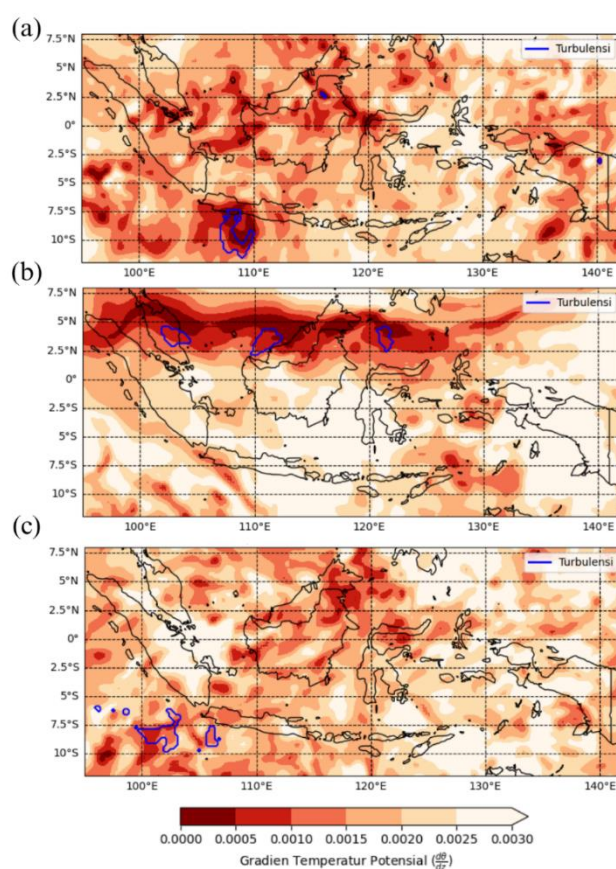 (a)
7.5°N
Turbulensi
5°N
2.5°N
0°
2.5°S
5°S
7.5°S
10°S
100°E 110°E 120°E 130°E 140°E
(b)
7.5°N
Turbulensi
5°N
2.5°N
0°
2.5°S
5°S
7.5°S
10°S
100°E 110°E 120°E 130°E 140°E
(c)
7.5°N
Turbulensi
5°N
2.5°N
0°
2.5°S
5°S
7.5°S
10°S
100°E 110°E 120°E 130°E 140°E
0.0000 0.0005 0.0010 0.0015 0.0020 0.0025 0.0030
Gradien Temperatur Potensial (dθ/dz)